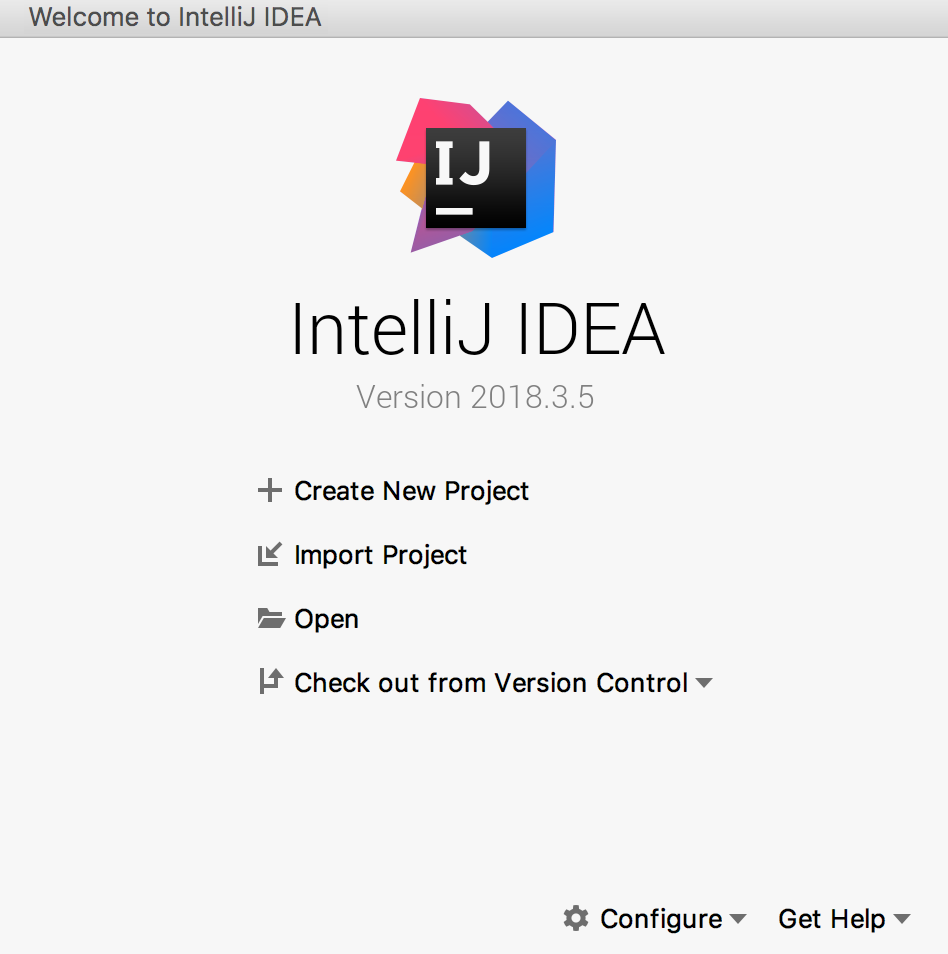 Welcome to IntelliJ IDEA
IJ
IntelliJ IDEA
Version 2018.3.5
Create New Project
Import Project
Open
Check out from Version Control
Configure Get Help